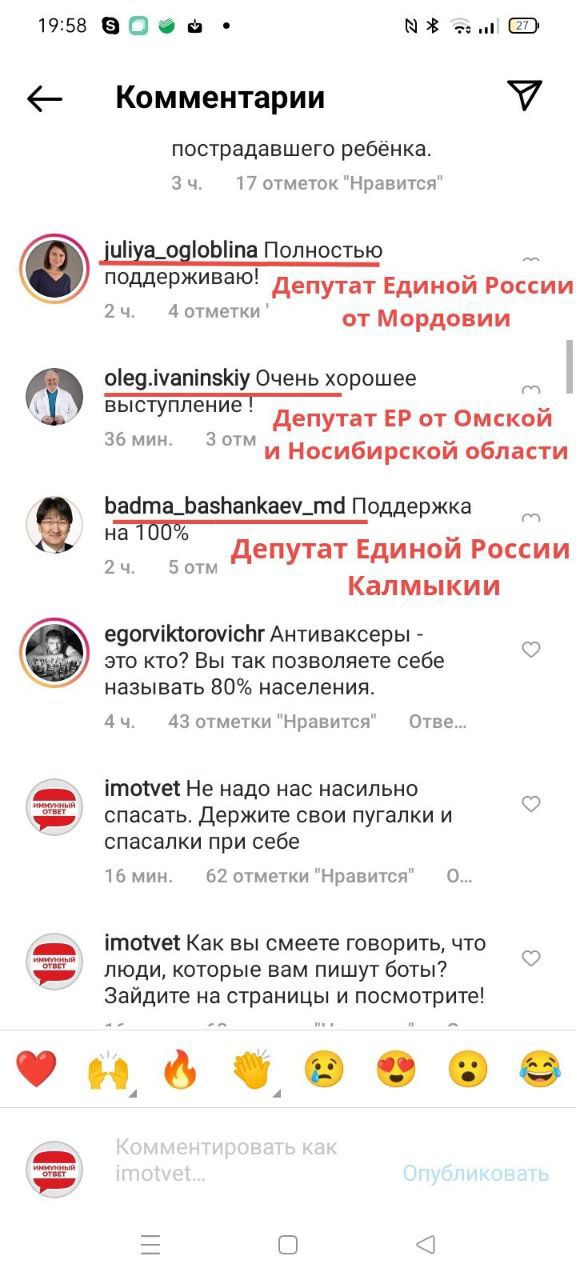 19:58
27
Комментарии
пострадавшего ребёнка.
3 ч. 17 отметок "Нравится"
juliya_ogloblina Полностью
поддерживаю!
Депутат Единой России
2 ч. 4 отметки '
от Мордовии
oleg.ivaninskiy Очень хорошее
выступление !
Депутат ЕР от Омской
36 мин. 3 отм
и Носибирской области
badma_bashankaev_md Поддержка
на 100%
Депутат Единой России
2 ч. 5 отм
Калмыкии
egorviktorovichr Антиваксеры -
это кто? Вы так позволяете себе
называть 80% населения.
4 ч. 43 отметки "Нравится" Отве...
imotvet Не надо нас насильно
ИММУННЫЙ
ОТВЕТ
спасать. Держите свои пугалки и
спасалки при себе
16 мин. 62 отметки "Нравится" О...
imotvet Как вы смеете говорить, что
ИММУННЫЙ
ОТВЕТ
люди, которые вам пишут боты?
Зайдите на страницы и посмотрите!
Комментировать как
ИММУННЫЙ
ОТВЕТ
imotvet...
Опубликовать